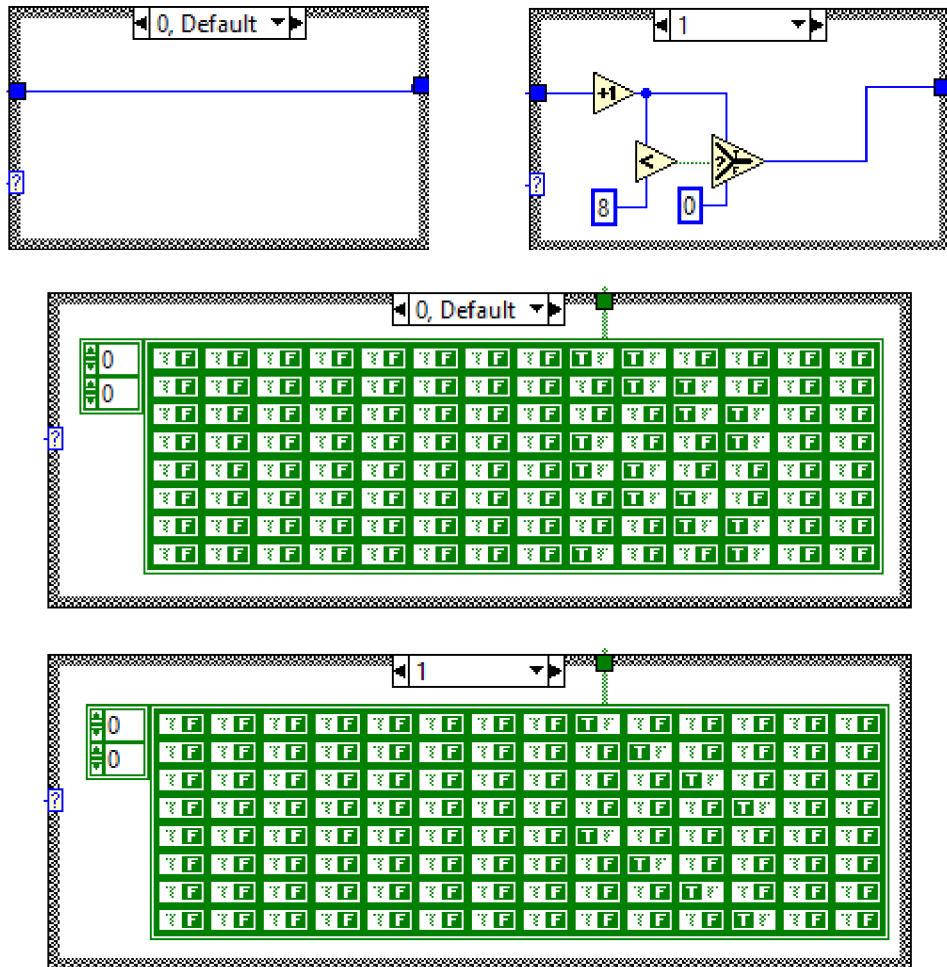 0, Default
1
+1
?
<
?
T
F
?
8
0
0, Default
0
F F F F F F F F T T F F F F
0
F F F F F F F F F T T F F F
F F F F F F F F F F T T F F
?
F F F F F F F F T F F T F F
F F F F F F F F T T F F F F
F F F F F F F F F T T F F F
F F F F F F F F F F T T F F
F F F F F F F F T F F T F F
1
0
F F F F F F F F T F F F F F
0
F F F F F F F F F T F F F F
F F F F F F F F F F T F F F
?
F F F F F F F F F F F T F F
F F F F F F F F T F F F F F
F F F F F F F F F T F F F F
F F F F F F F F F F T F F F
F F F F F F F F F F F T F F